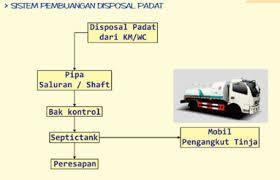 > SISTEM PEMBUANGAN DISPOSAL PADAT
Disposal Padat
dari KM/WC
Pipa
Saluran / Shaft
Bak kontrol
Septictank
Mobil
Pengangkut Tinja
Peresapan